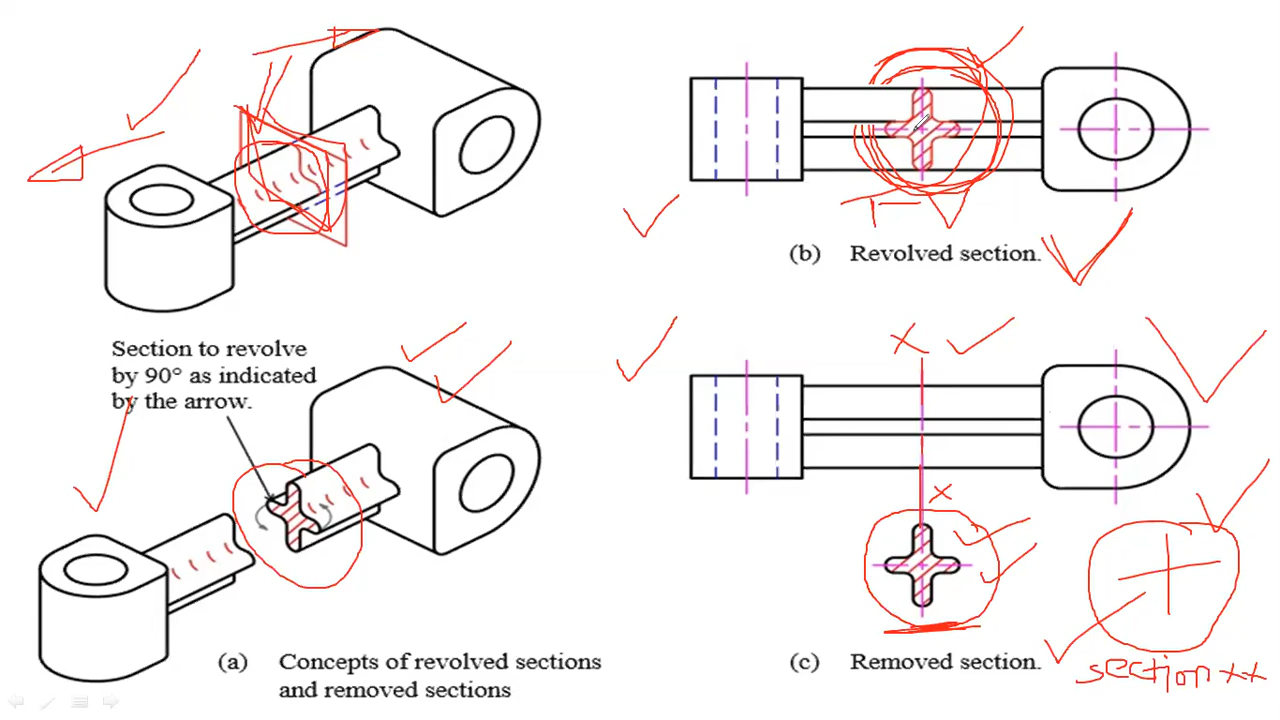 Section to revolve
by 90° as indicated
by the arrow.
(a) Concepts of revolved sections
and removed sections
(b) Revolved section.
X
X
(c) Removed section.
section xx